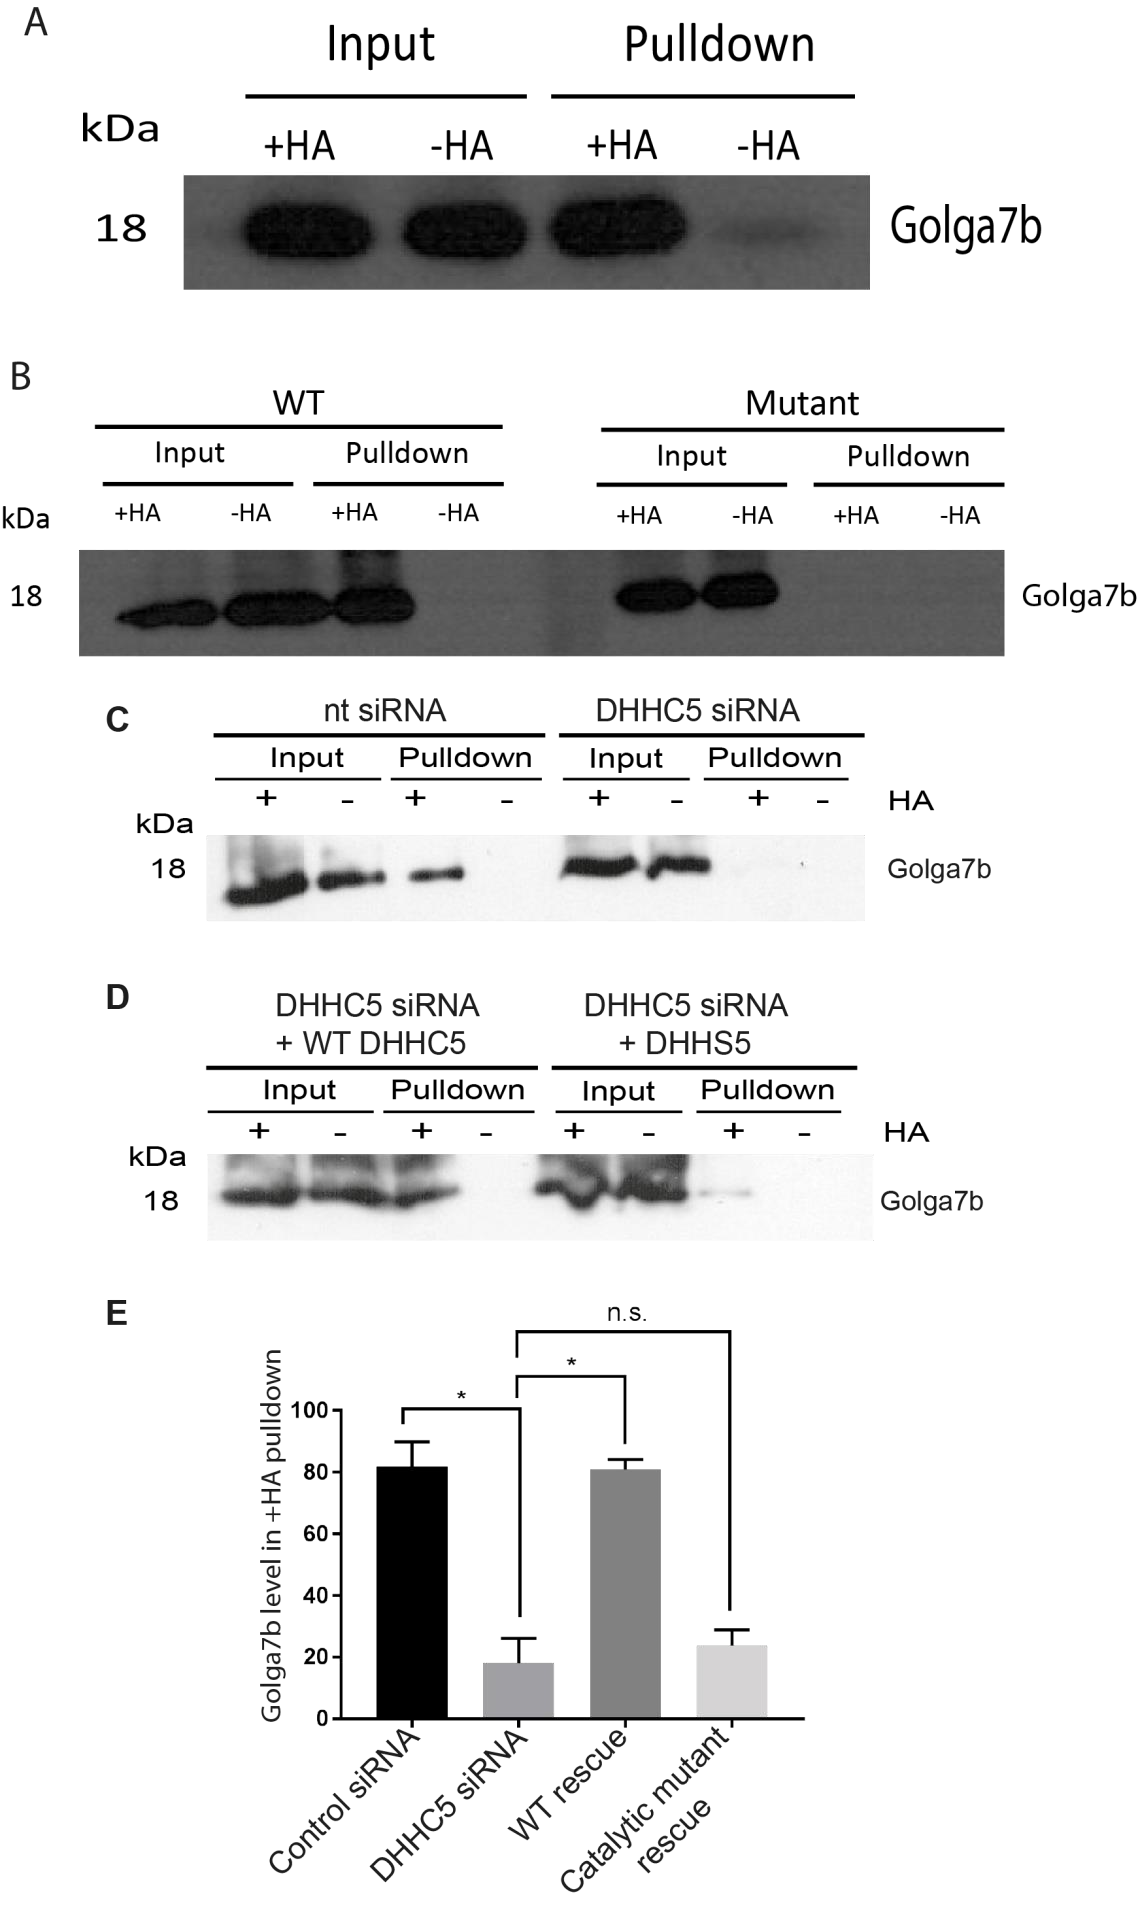 A
Input Pulldown
kDa +HA -HA +HA -HA
18 Golga7b
B
WT Mutant
Input Pulldown Input Pulldown
kDa +HA -HA +HA -HA +HA -HA +HA -HA
18 Golga7b
C
nt siRNA DHHC5 siRNA
Input Pulldown Input Pulldown
+ - + - + - + - HA
kDa
18 Golga7b
D
DHHC5 siRNA DHHC5 siRNA
+ WT DHHC5 + DHHS5
Input Pulldown Input Pulldown
+ - + - + - + - HA
kDa
18 Golga7b
E
n.s.
*
*
Golga7b level in +HA pulldown
100
80
60
40
20
0
Control siRNA
DHHC5 siRNA
WT rescue
Catalytic mutant
rescue